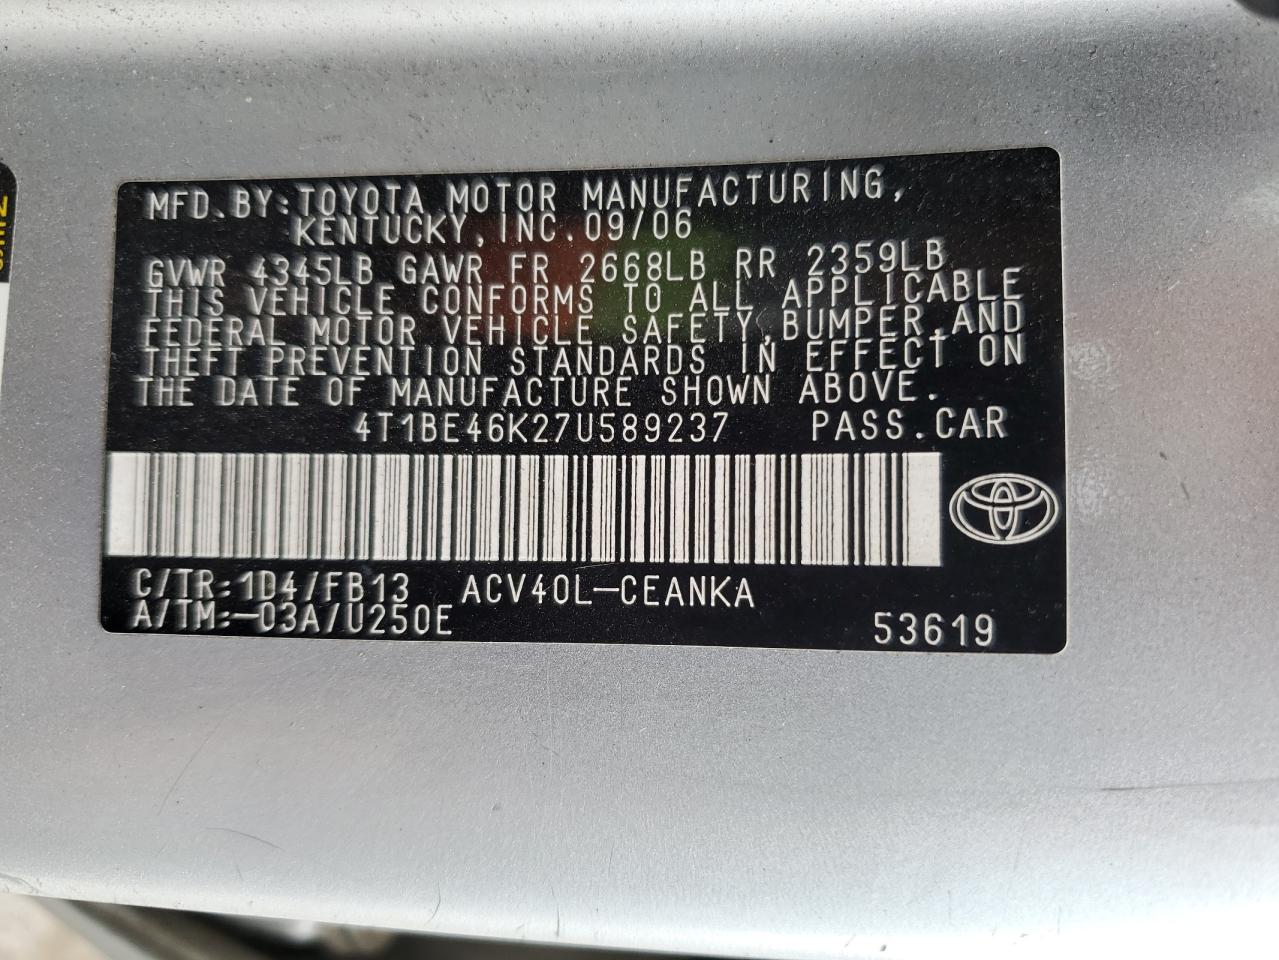 MFD.BY:TOYOTA MOTOR MANUFACTURING,
KENTUCKY,INC.09/06
GVWR 4345LB GAWR FR 2668LB RR 2359LB
THIS VEHICLE CONFORMS TO ALL APPLICABLE
FEDERAL MOTOR VEHICLE SAFETY,BUMPER,AND
THEFT PREVENTION STANDARDS IN EFFECT ON
THE DATE OF MANUFACTURE SHOWN ABOVE.
4T1BE46K27U589237 PASS.CAR
C/TR:1D4/FB13 ACV40L-CEANKA
A/TM:-03A/U250E
53619